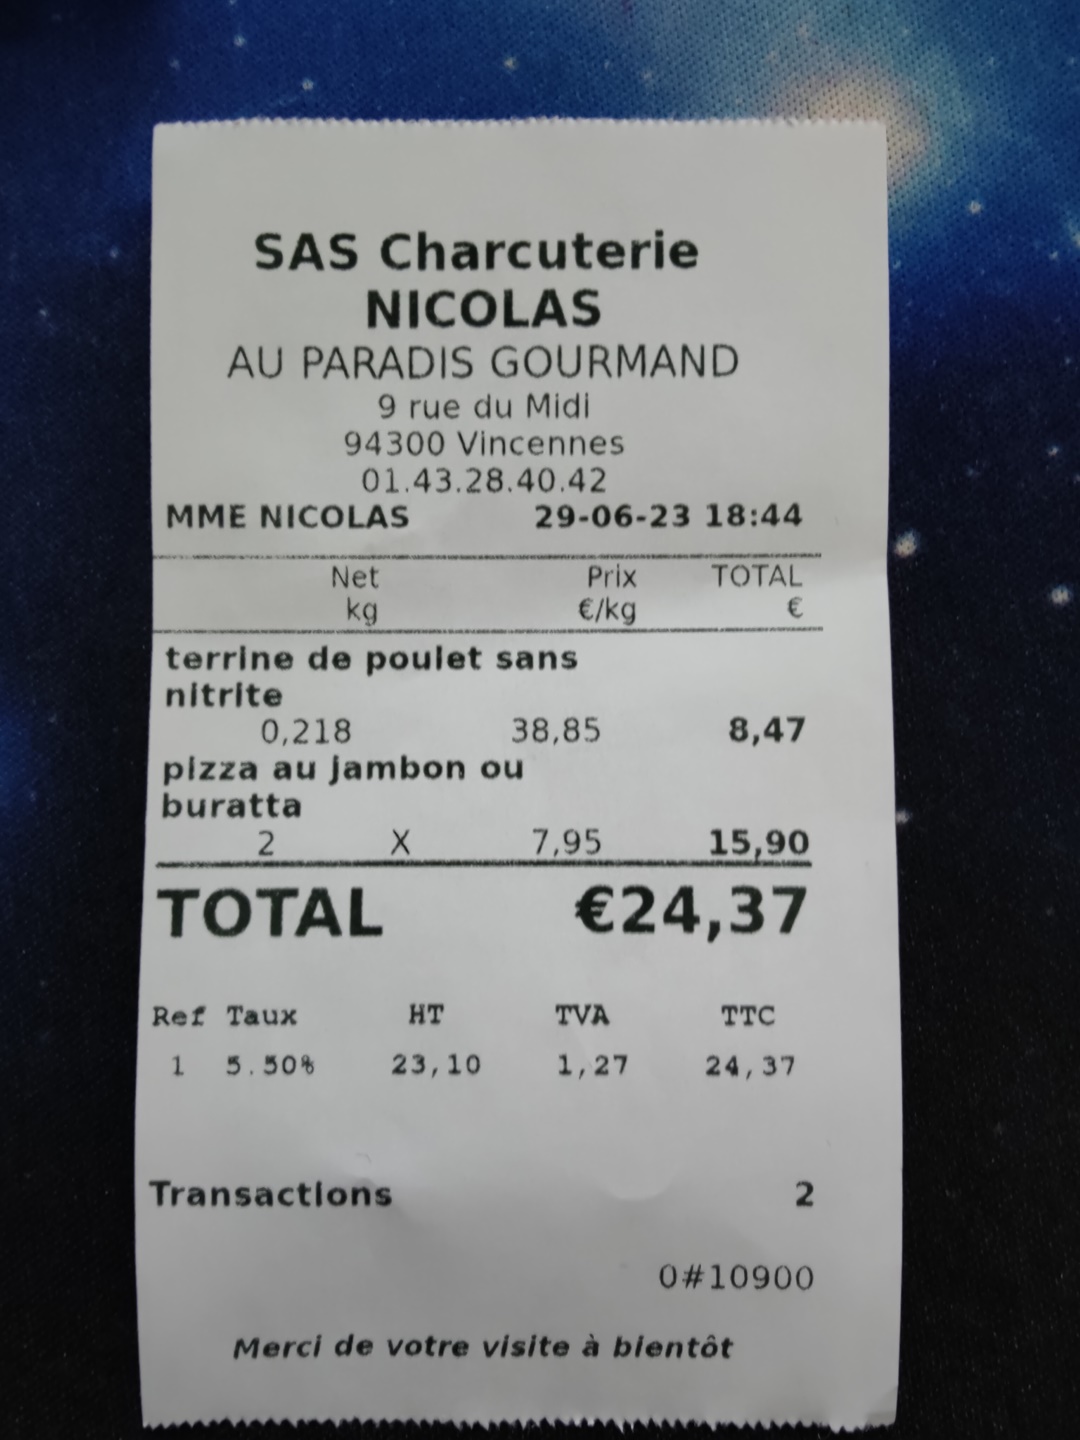 SAS Charcuterie
NICOLAS
AU PARADIS GOURMAND
9 rue du Midi
94300 Vincennes
01.43.28.40.42
MME NICOLAS 29-06-23 18:44
Net Prix TOTAL
kg €/kg €
terrine de poulet sans
nitrite
0,218 38,85 8,47
pizza au jambon ou
buratta
2 X 7,95 15,90
TOTAL €24,37
Ref Taux HT TVA TTC
1 5.50% 23,10 1,27 24,37
Transactions 2
0#10900
Merci de votre visite à bientôt